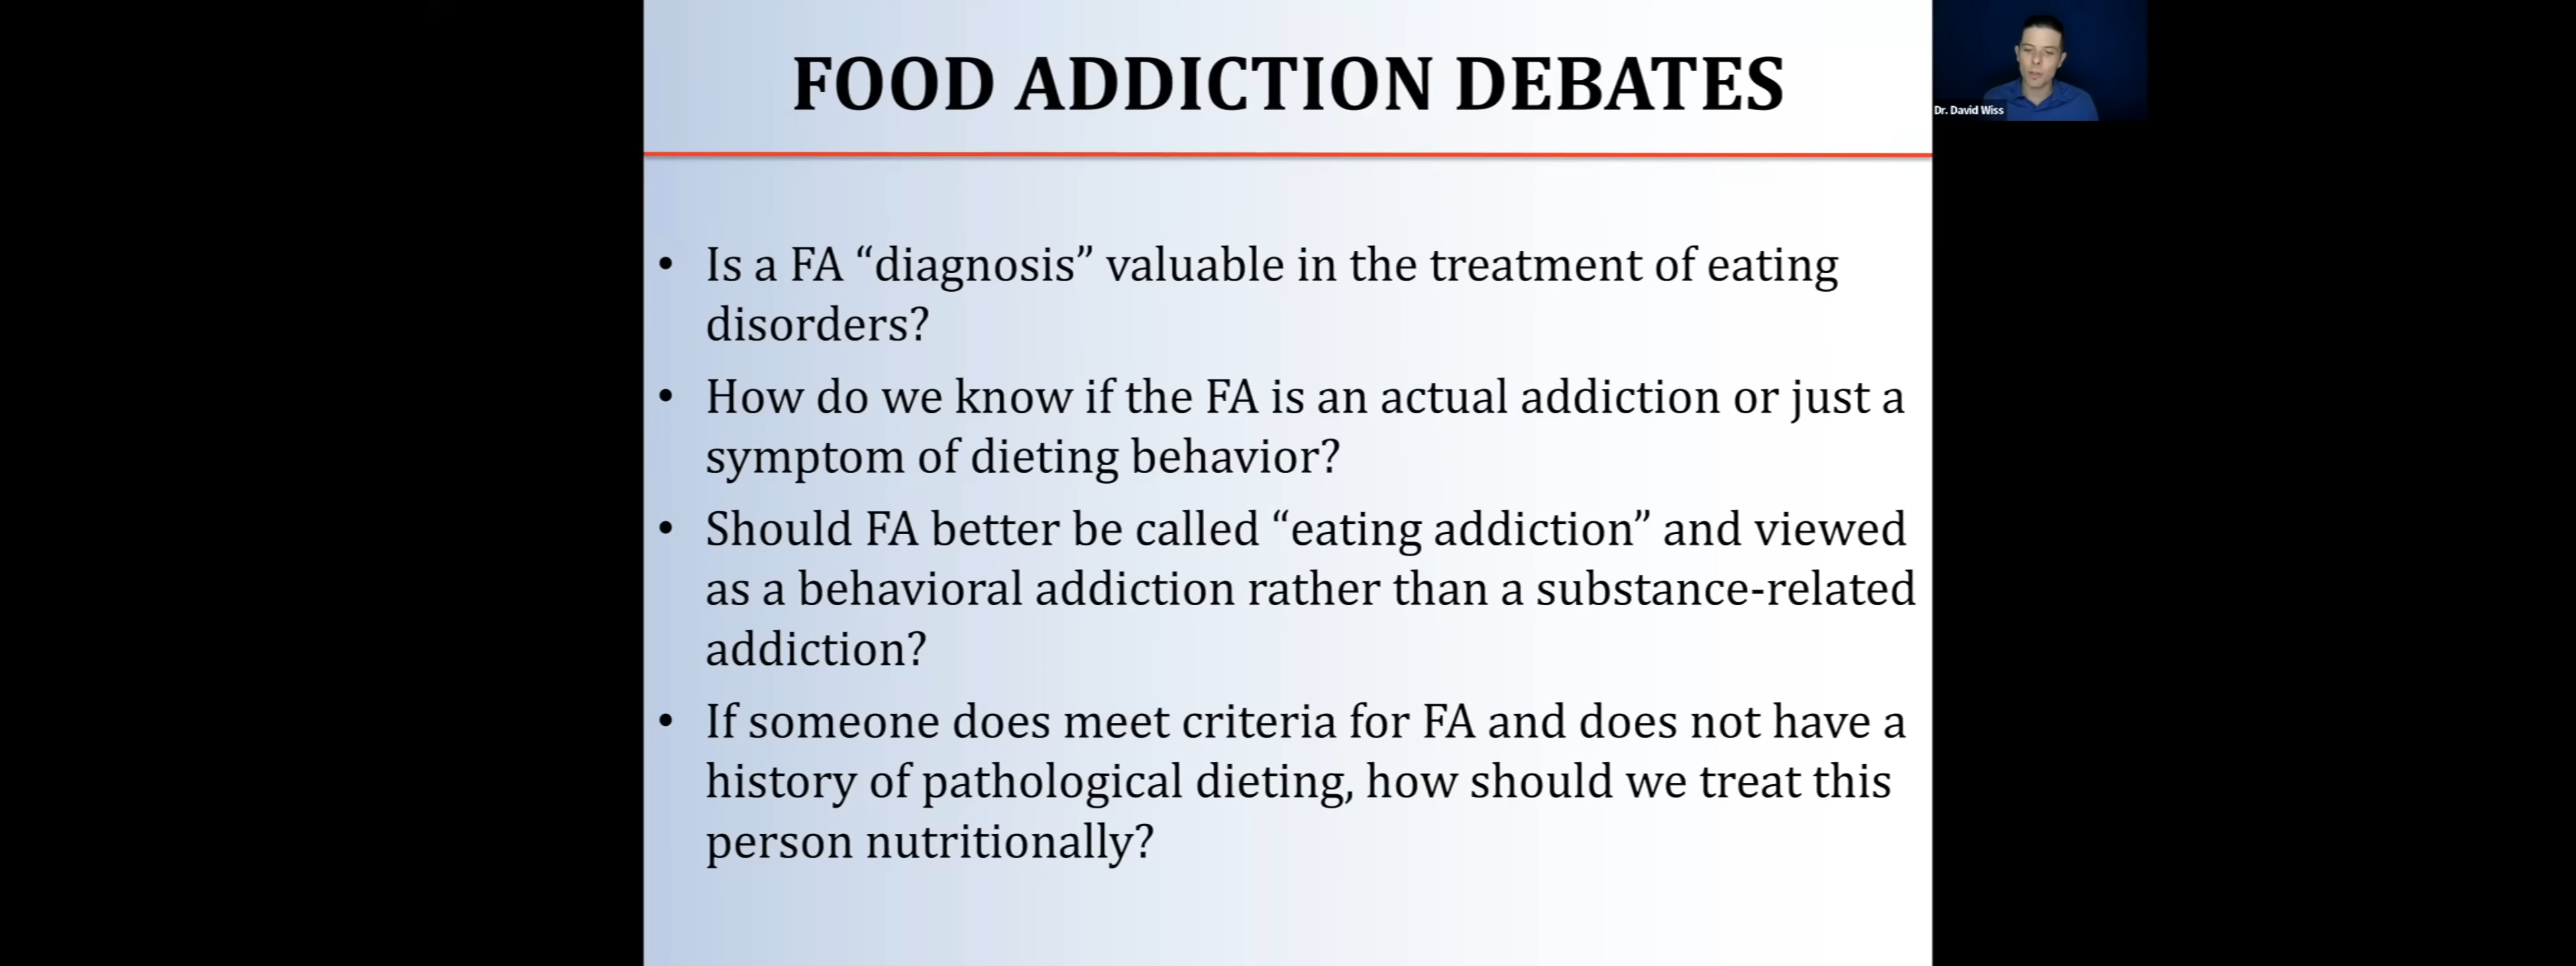 FOOD ADDICTION DEBATES
Dr. David Wiss
• Is a FA “diagnosis” valuable in the treatment of eating
disorders?
• How do we know if the FA is an actual addiction or just a
symptom of dieting behavior?
• Should FA better be called “eating addiction” and viewed
as a behavioral addiction rather than a substance-related
addiction?
• If someone does meet criteria for FA and does not have a
history of pathological dieting, how should we treat this
person nutritionally?